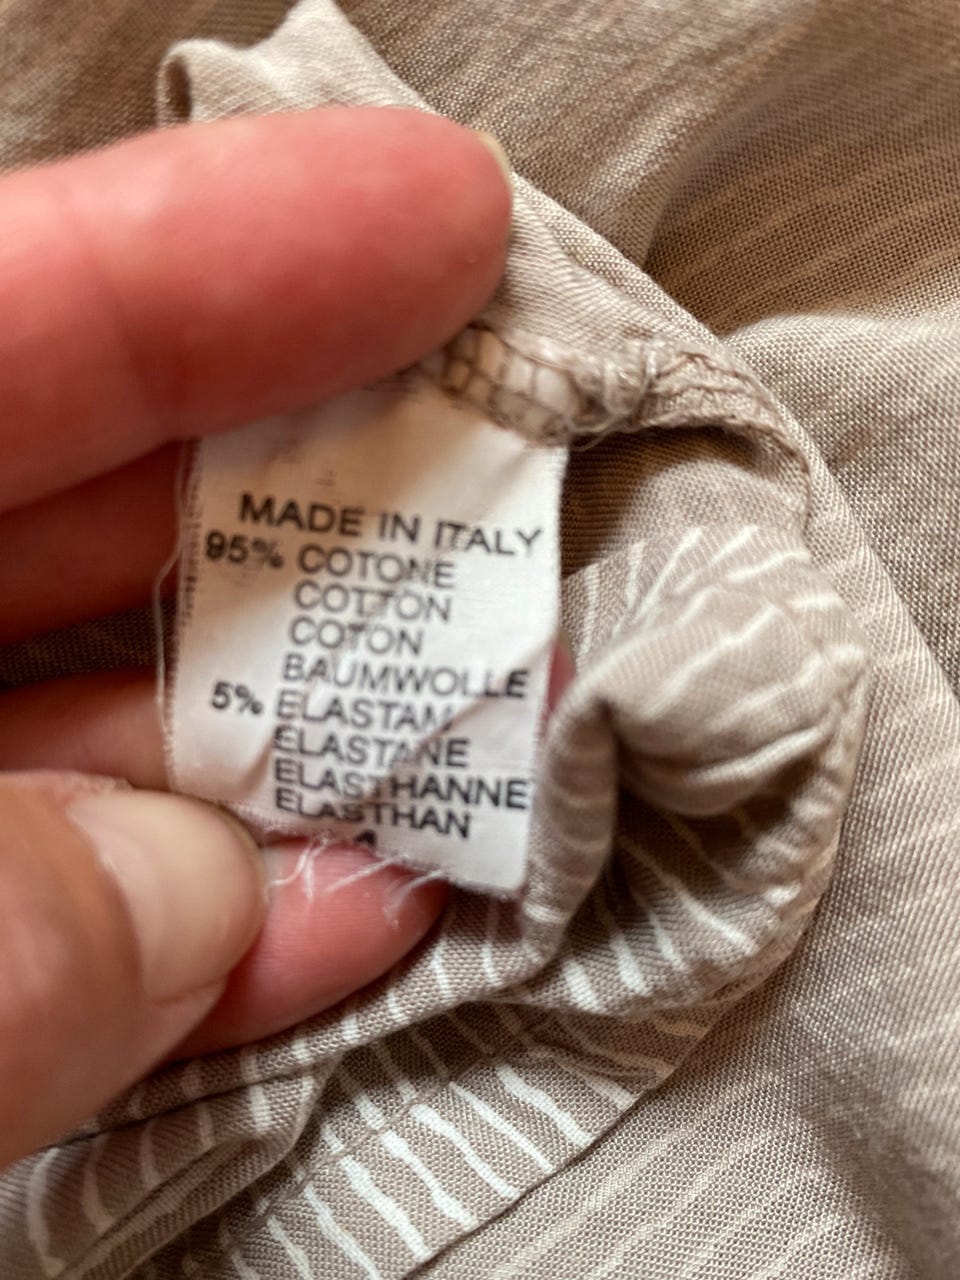 MADE IN ITALY
95% COTONE
COTTON
COTON
BAUMWOLLE
5% ELASTAM
ELASTANE
ELASTHANNE
ELASTHAN